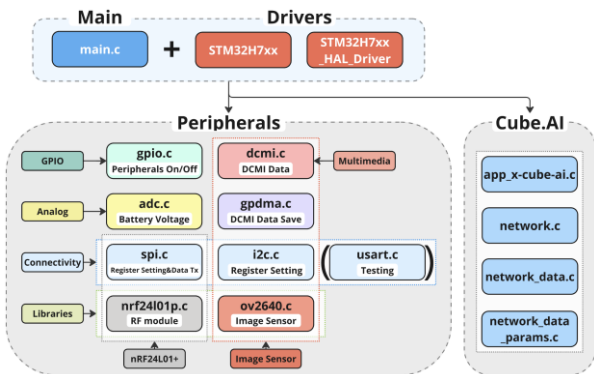 Main
Drivers
main.c
+
STM32H7xx
STM32H7xx
_HAL_Driver
Peripherals
Cube.AI
GPIO
gpio.c
Peripherals On/Off
dcmi.c
DCMI Data
Multimedia
Analog
adc.c
Battery Voltage
gpdma.c
DCMI Data Save
Connectivity
spi.c
Register Setting&Data Tx
i2c.c
Register Setting
(
usart.c
Testing
)
Libraries
nrf24l01p.c
RF module
ov2640.c
Image Sensor
nRF24L01+
Image Sensor
app_x-cube-ai.c
network.c
network_data.c
network_data
_params.c